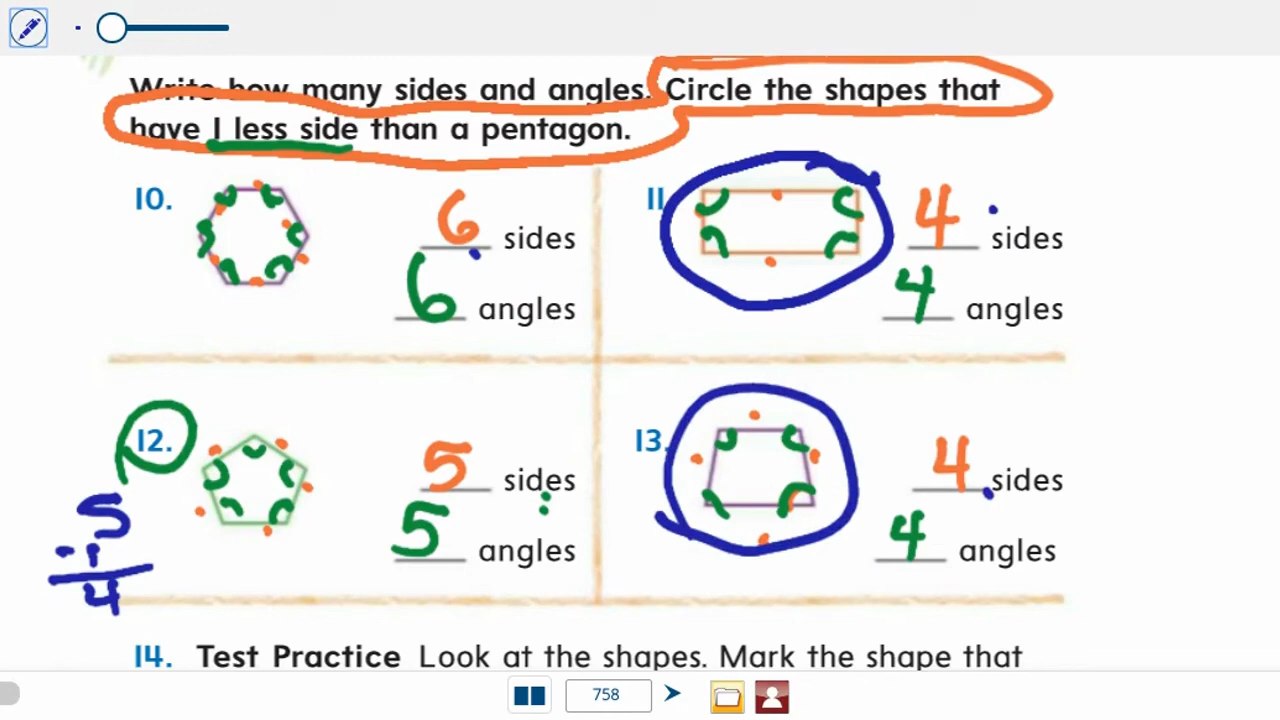 Write how many sides and angles. Circle the shapes that
have 1 less side than a pentagon.
10.
6 sides
6 angles
11.
4 sides
4 angles
12.
5 sides
5 angles
5
- 1
4
13.
4 sides
4 angles
14. Test Practice Look at the shapes. Mark the shape that
758